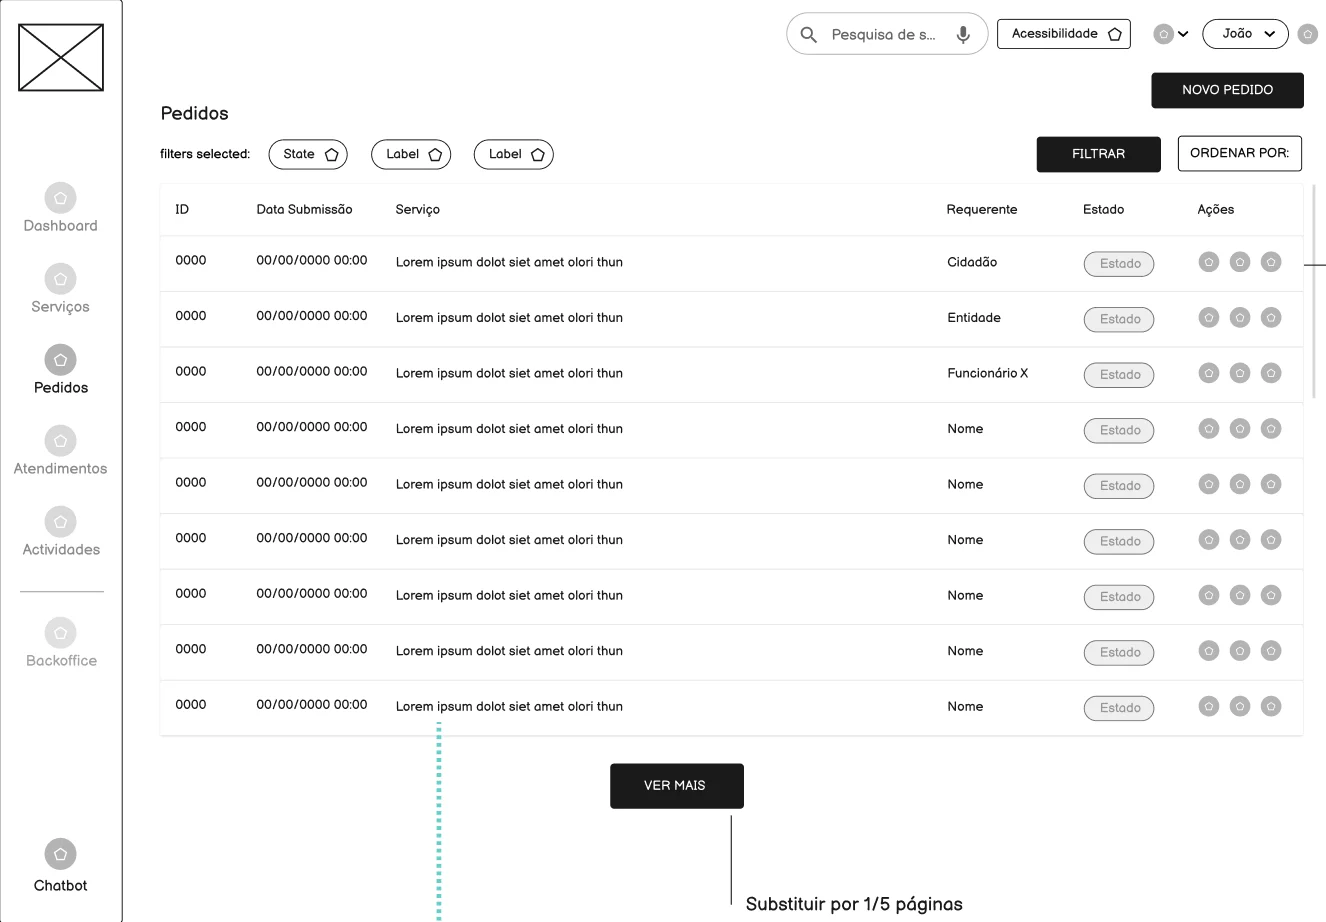 Pesquisa de s...
Acessibilidade
João
NOVO PEDIDO
Pedidos
filters selected: State Label Label
FILTRAR
ORDENAR POR:
Dashboard
Serviços
Pedidos
Atendimentos
Actividades
Backoffice
Chatbot
ID Data Submissão Serviço Requerente Estado Ações
0000 00/00/0000 00:00 Lorem ipsum dolot siet amet olori thun Cidadão Estado
0000 00/00/0000 00:00 Lorem ipsum dolot siet amet olori thun Entidade Estado
0000 00/00/0000 00:00 Lorem ipsum dolot siet amet olori thun Funcionário X Estado
0000 00/00/0000 00:00 Lorem ipsum dolot siet amet olori thun Nome Estado
0000 00/00/0000 00:00 Lorem ipsum dolot siet amet olori thun Nome Estado
0000 00/00/0000 00:00 Lorem ipsum dolot siet amet olori thun Nome Estado
0000 00/00/0000 00:00 Lorem ipsum dolot siet amet olori thun Nome Estado
0000 00/00/0000 00:00 Lorem ipsum dolot siet amet olori thun Nome Estado
0000 00/00/0000 00:00 Lorem ipsum dolot siet amet olori thun Nome Estado
VER MAIS
Substituir por 1/5 páginas